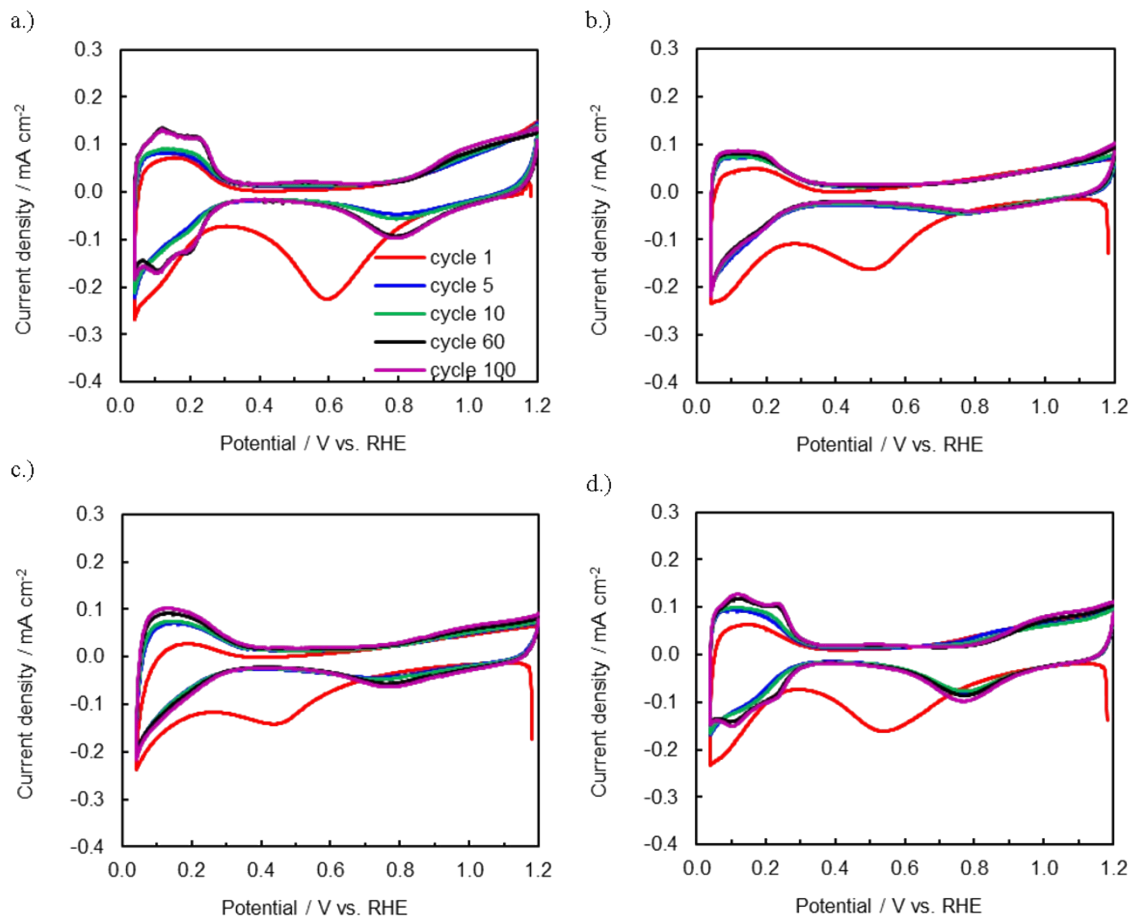 a.)
0.3
0.2
0.1
0.0
-0.1
-0.2
-0.3
-0.4
Current density / mA cm-2
cycle 1
cycle 5
cycle 10
cycle 60
cycle 100
0.0 0.2 0.4 0.6 0.8 1.0 1.2
Potential / V vs. RHE
b.)
0.3
0.2
0.1
0.0
-0.1
-0.2
-0.3
-0.4
Current density / mA cm-2
0.0 0.2 0.4 0.6 0.8 1.0 1.2
Potential / V vs. RHE
c.)
0.3
0.2
0.1
0.0
-0.1
-0.2
-0.3
-0.4
Current density / mA cm-2
0.0 0.2 0.4 0.6 0.8 1.0 1.2
Potential / V vs. RHE
d.)
0.3
0.2
0.1
0.0
-0.1
-0.2
-0.3
-0.4
Current density / mA cm-2
0.0 0.2 0.4 0.6 0.8 1.0 1.2
Potential / V vs. RHE